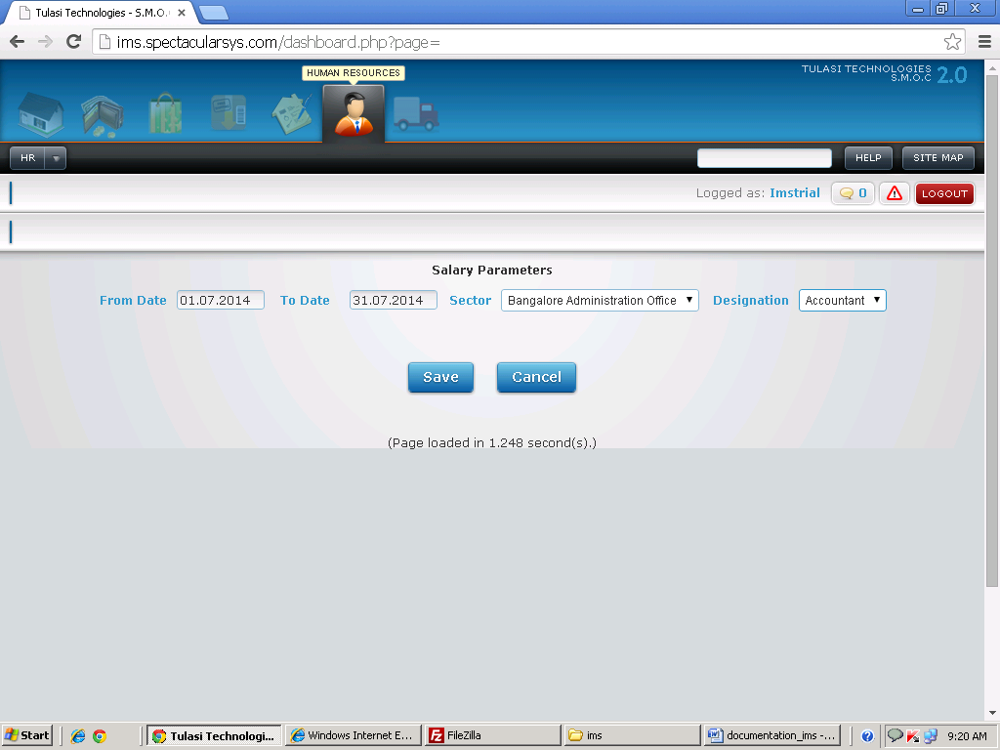 Tulasi Technologies - S.M.O.
ims.spectacularsys.com/dashboard.php?page=
HUMAN RESOURCES
TULASI TECHNOLOGIES
S.M.O.C
2.0
HR
HELP
SITE MAP
Logged as: Imstrial
0
LOGOUT
Salary Parameters
From Date 01.07.2014 To Date 31.07.2014 Sector Bangalore Administration Office Designation Accountant
Save Cancel
(Page loaded in 1.248 second(s).)
Start Tulasi Technologi... Windows Internet E... FileZilla ims documentation_ims -... 9:20 AM